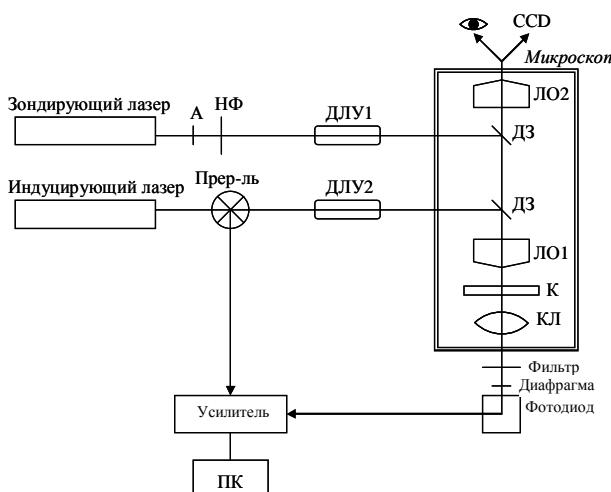 CCD
Микроскоп
ЛО2
Зондирующий лазер
А
НФ
ДЛУ1
ДЗ
Индуцирующий лазер
Прер-ль
ДЛУ2
ДЗ
ЛО1
К
КЛ
Фильтр
Диафрагма
Фотодиод
Усилитель
ПК